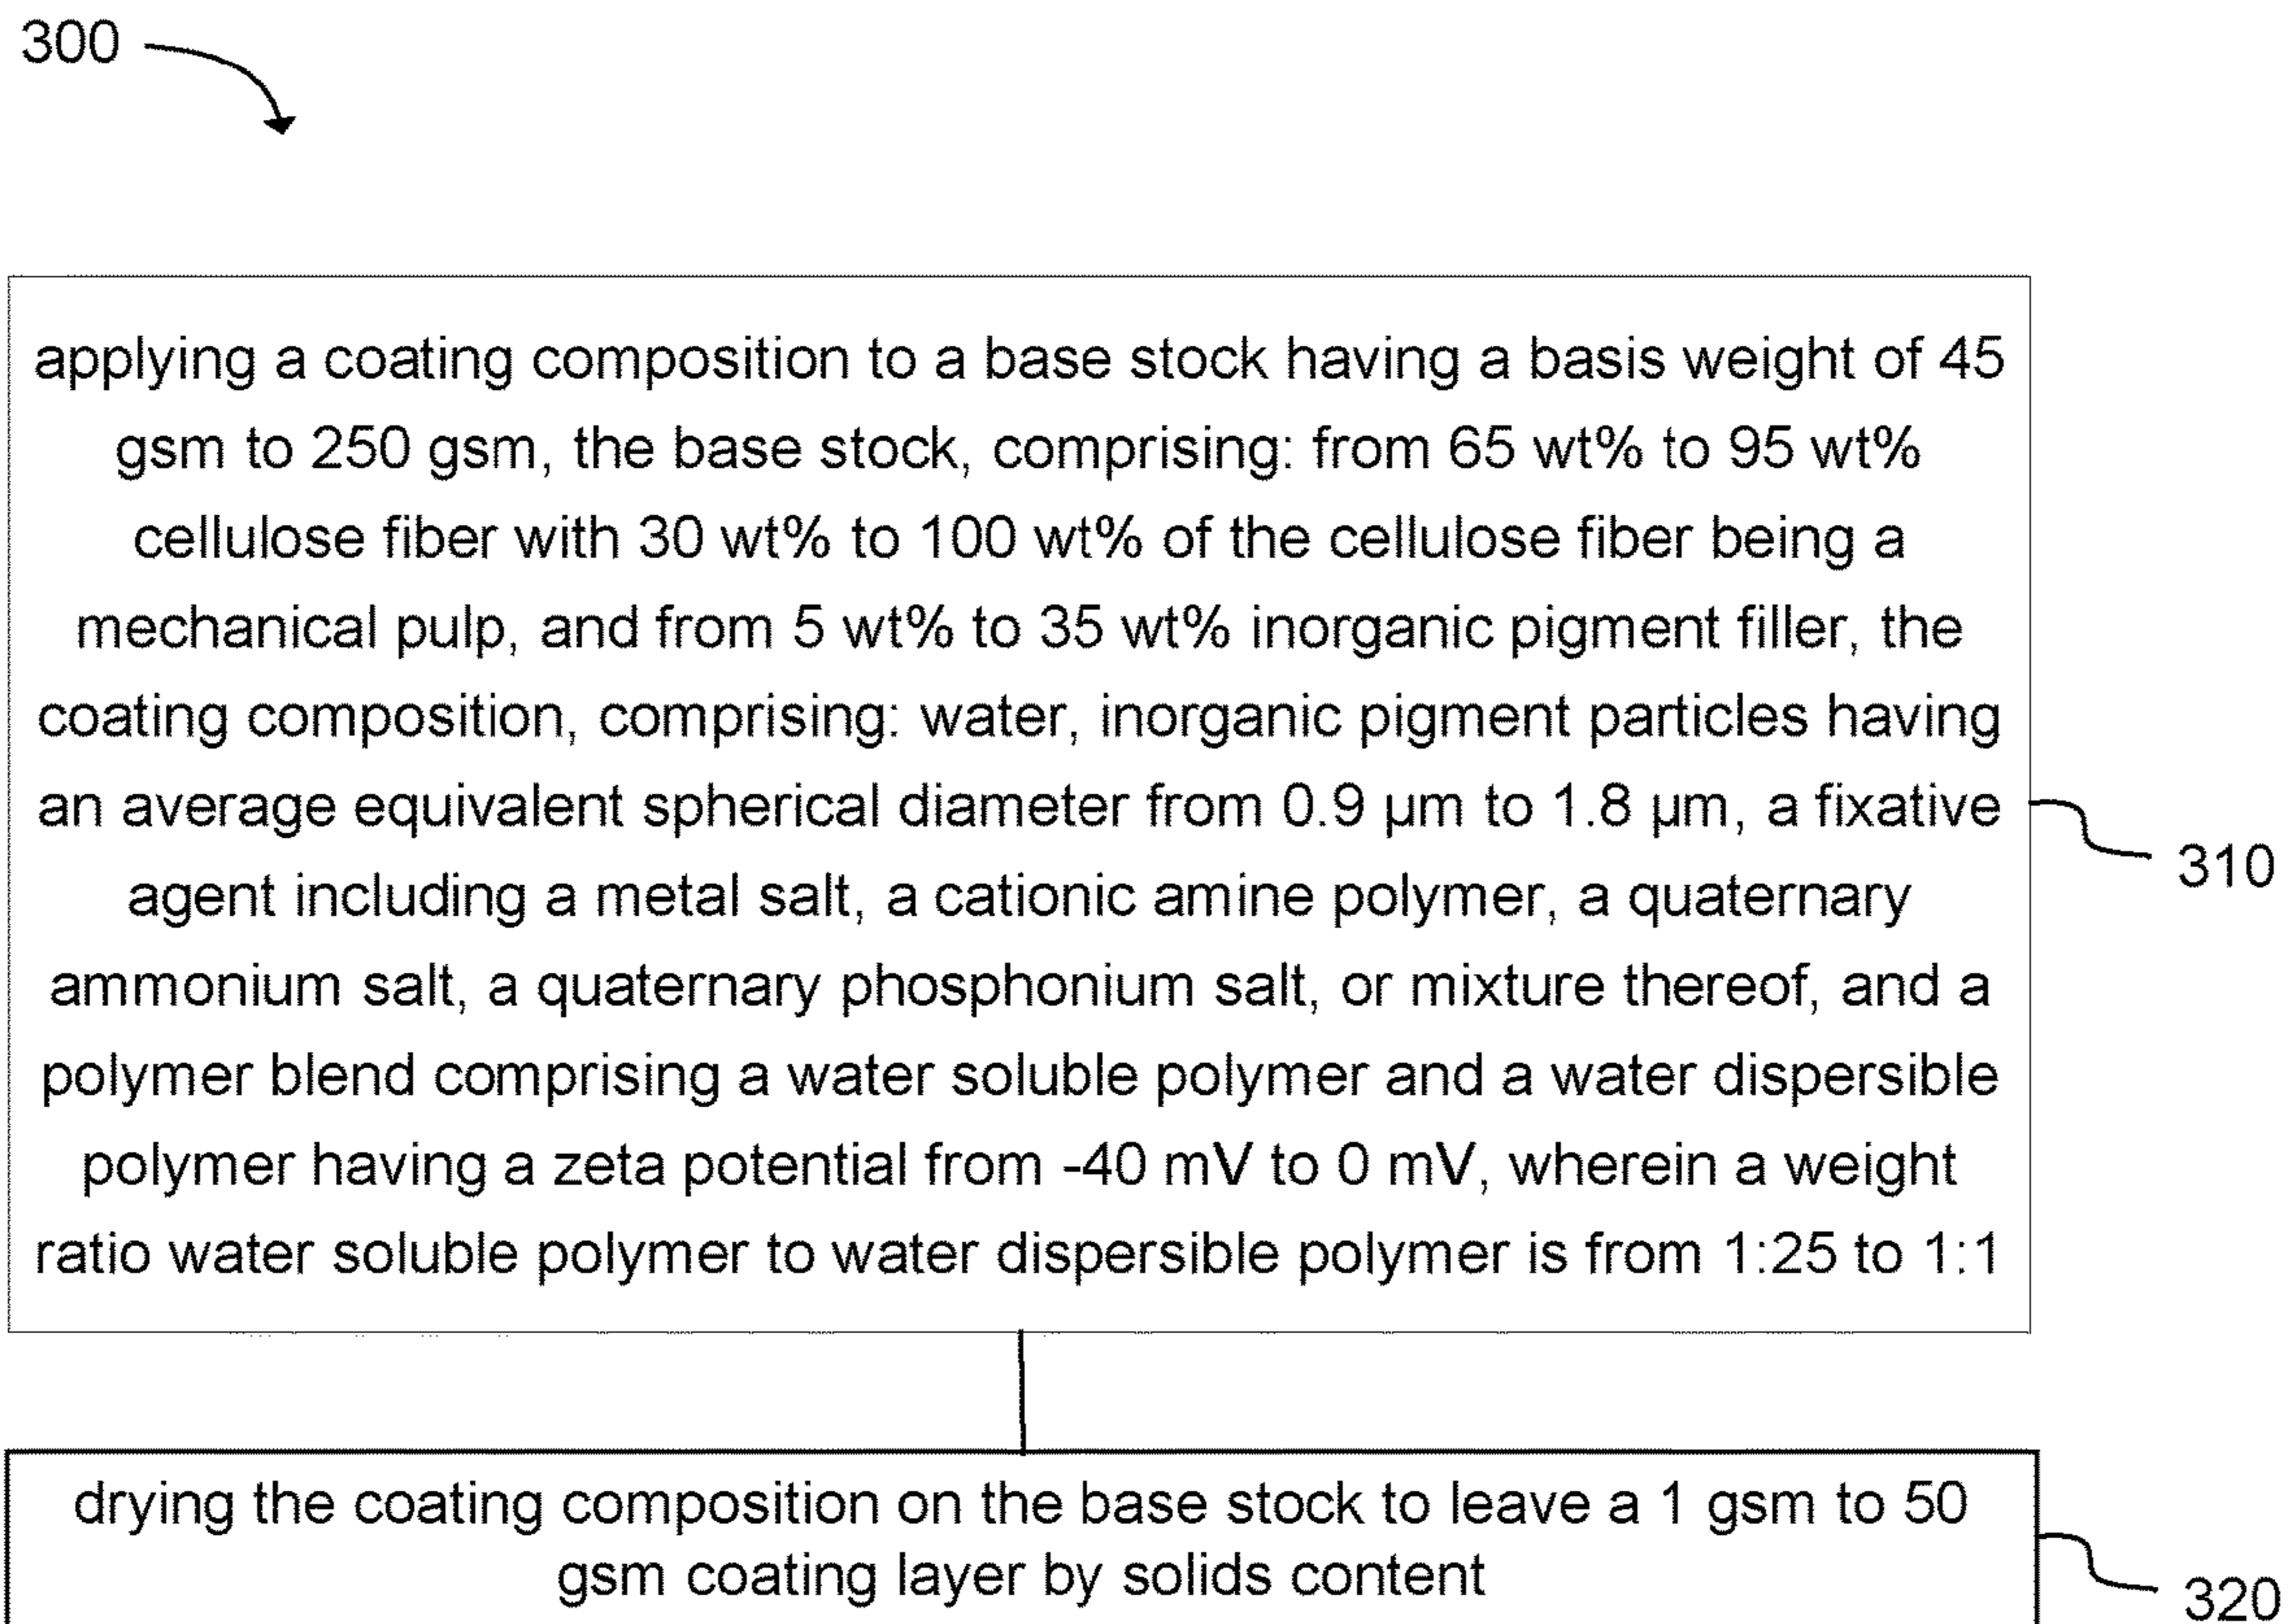 300
applying a coating composition to a base stock having a basis weight of 45
gsm to 250 gsm, the base stock, comprising: from 65 wt% to 95 wt%
cellulose fiber with 30 wt% to 100 wt% of the cellulose fiber being a
mechanical pulp, and from 5 wt% to 35 wt% inorganic pigment filler, the
coating composition, comprising: water, inorganic pigment particles having
an average equivalent spherical diameter from 0.9 µm to 1.8 µm, a fixative
agent including a metal salt, a cationic amine polymer, a quaternary
ammonium salt, a quaternary phosphonium salt, or mixture thereof, and a
polymer blend comprising a water soluble polymer and a water dispersible
polymer having a zeta potential from -40 mV to 0 mV, wherein a weight
ratio water soluble polymer to water dispersible polymer is from 1:25 to 1:1
310
drying the coating composition on the base stock to leave a 1 gsm to 50
gsm coating layer by solids content
320